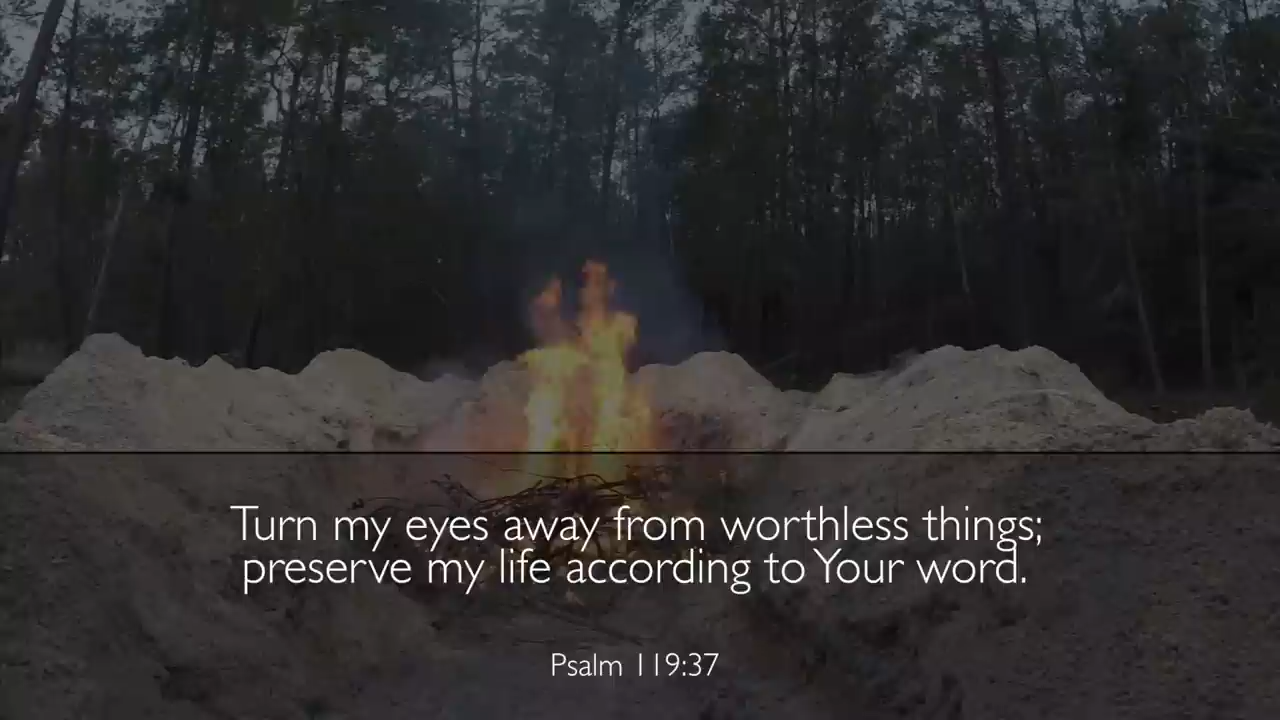 Turn my eyes away from worthless things;
preserve my life according to Your word.
Psalm 119:37